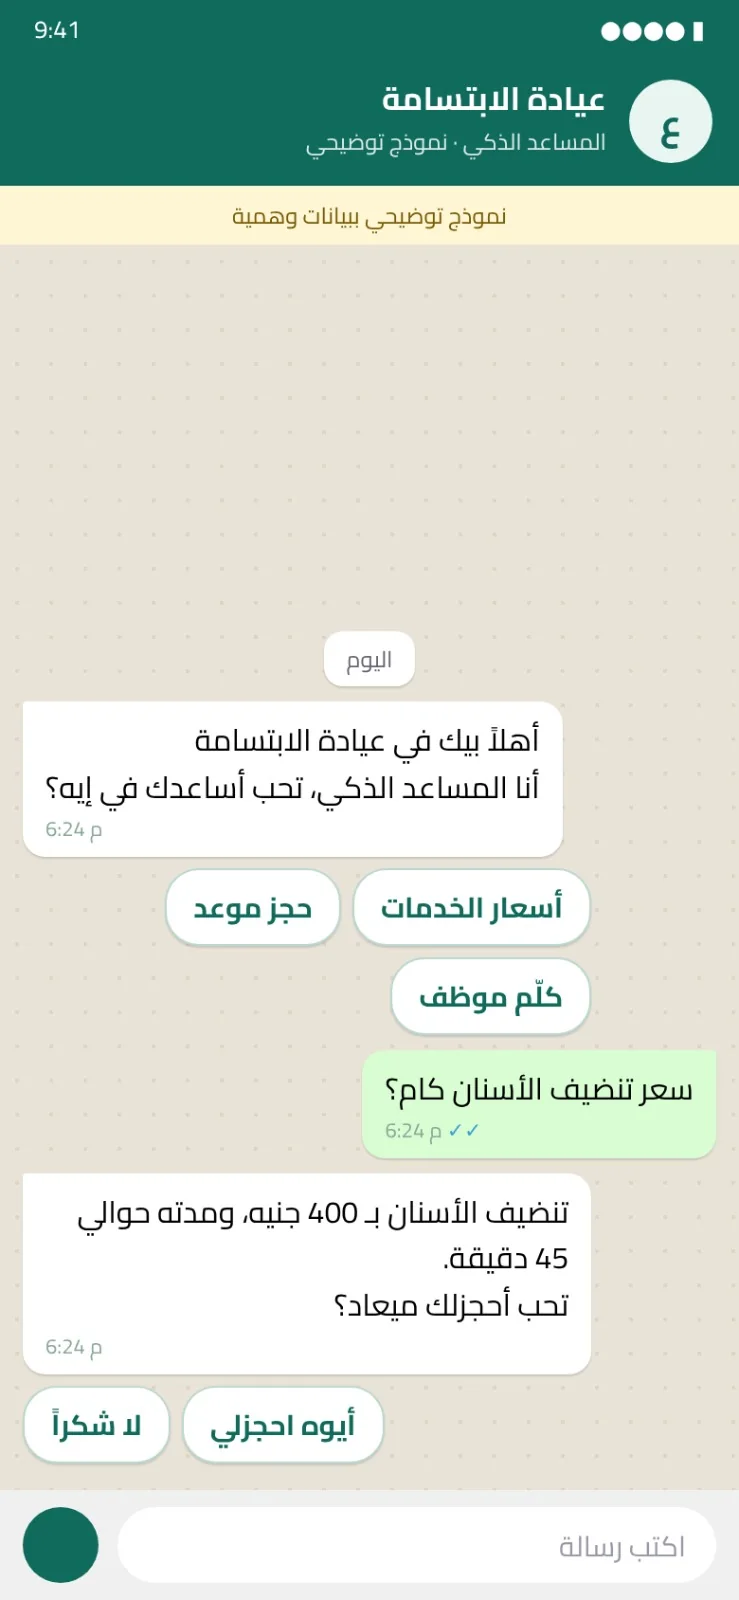 9:41
ع
عيادة الابتسامة
المساعد الذكي · نموذج توضيحي
نموذج توضيحي ببيانات وهمية
اليوم
أهلاً بيك في عيادة الابتسامة
أنا المساعد الذكي، تحب أساعدك في إيه؟
6:24 م
أسعار الخدمات
حجز موعد
كلّم موظف
سعر تنضيف الأسنان كام؟
6:24 م ✓✓
تنضيف الأسنان بـ 400 جنيه، ومدته حوالي
45 دقيقة.
تحب أحجزلك ميعاد؟
6:24 م
أيوه احجزلي
لا شكراً
اكتب رسالة